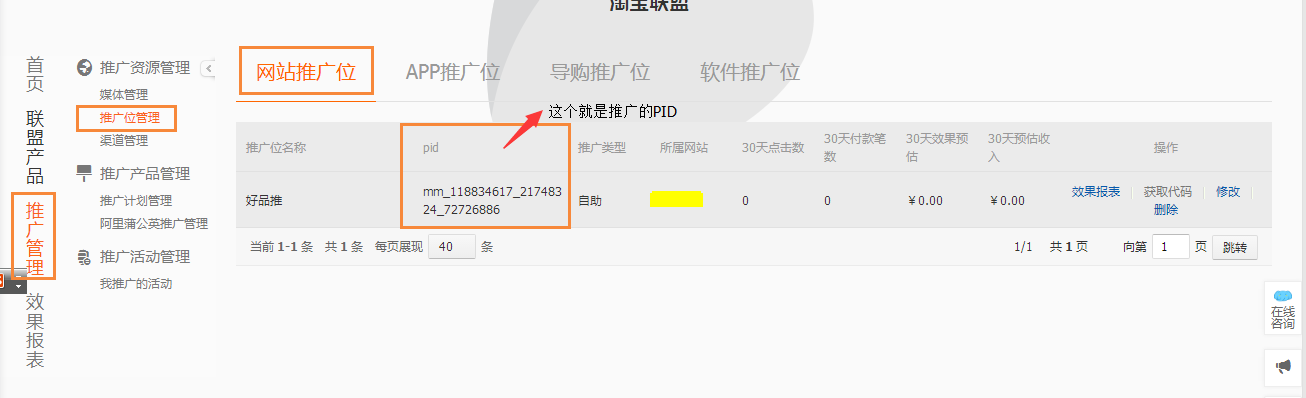 淘宝联盟
首页
联盟产品
推广管理
效果报表
推广资源管理
媒体管理
推广位管理
渠道管理
推广产品管理
推广计划管理
阿里蒲公英推广管理
推广活动管理
我推广的活动
网站推广位 APP推广位 导购推广位 软件推广位
这个就是推广的PID
推广位名称 pid 推广类型 所属网站 30天点击数 30天付款笔数 30天效果预估 30天预估收入 操作
好品推 mm_118834617_21748324_72726886 自助 0 0 ¥0.00 ¥0.00 效果报表 获取代码 修改 删除
当前 1-1 条 共 1 条 每页展现 40 条 1/1 共 1 页 向第 1 页 跳转
在线
咨询